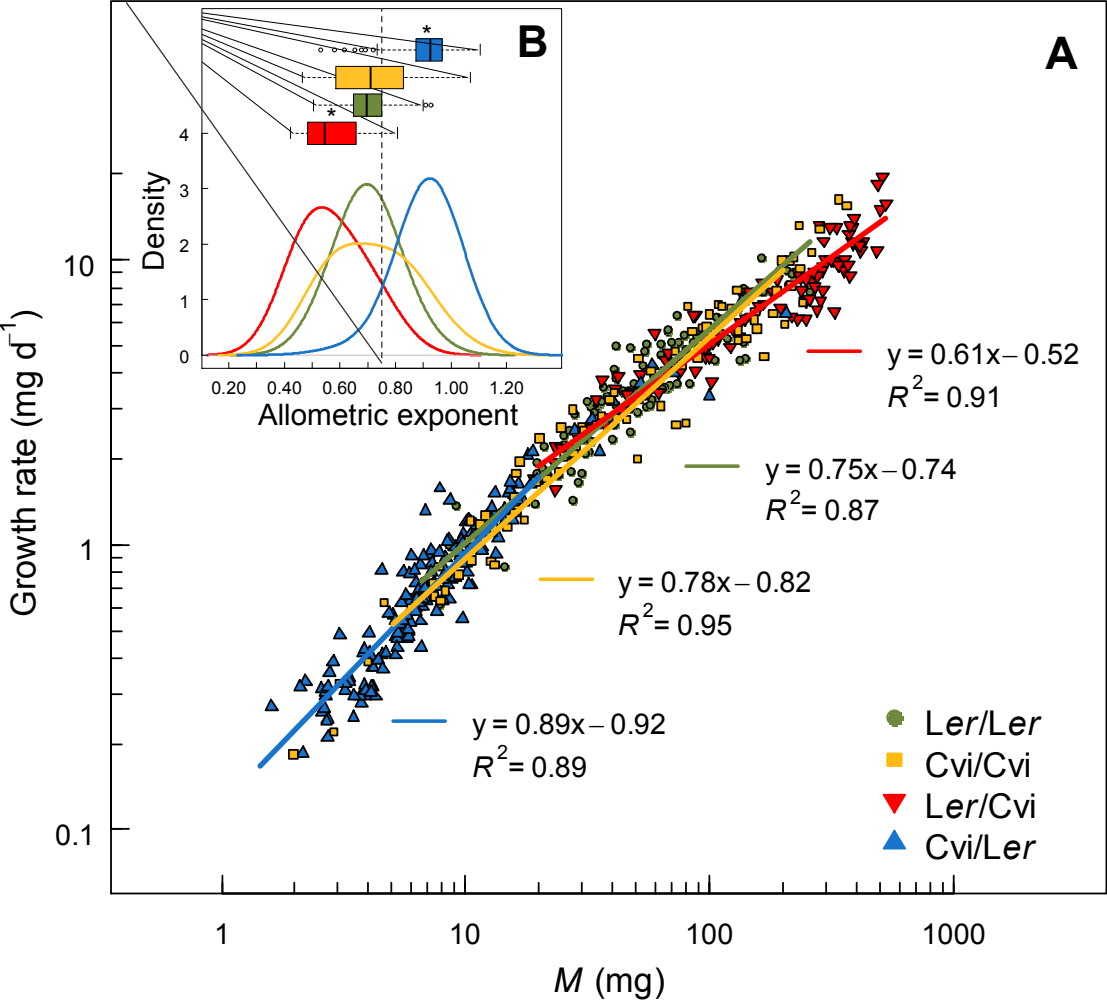 B
A
*
*
4
3
2
1
0
Density
0.20 0.40 0.60 0.80 1.00 1.20
Allometric exponent
10
1
0.1
Growth rate (mg d⁻¹)
y = 0.61x – 0.52
R² = 0.91
y = 0.75x – 0.74
R² = 0.87
y = 0.78x – 0.82
R² = 0.95
y = 0.89x – 0.92
R² = 0.89
Ler/Ler
Cvi/Cvi
Ler/Cvi
Cvi/Ler
1 10 100 1000
M (mg)